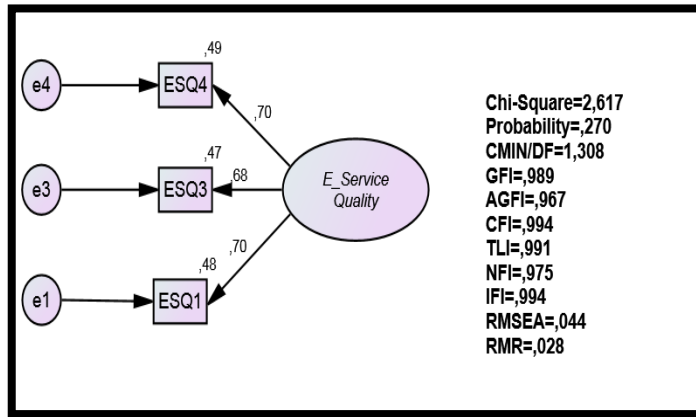 ,49
e4
ESQ4
,70
,47
e3
ESQ3
,68
E_Service
Quality
,70
,48
e1
ESQ1
Chi-Square=2,617
Probability=,270
CMIN/DF=1,308
GFI=,989
AGFI=,967
CFI=,994
TLI=,991
NFI=,975
IFI=,994
RMSEA=,044
RMR=,028